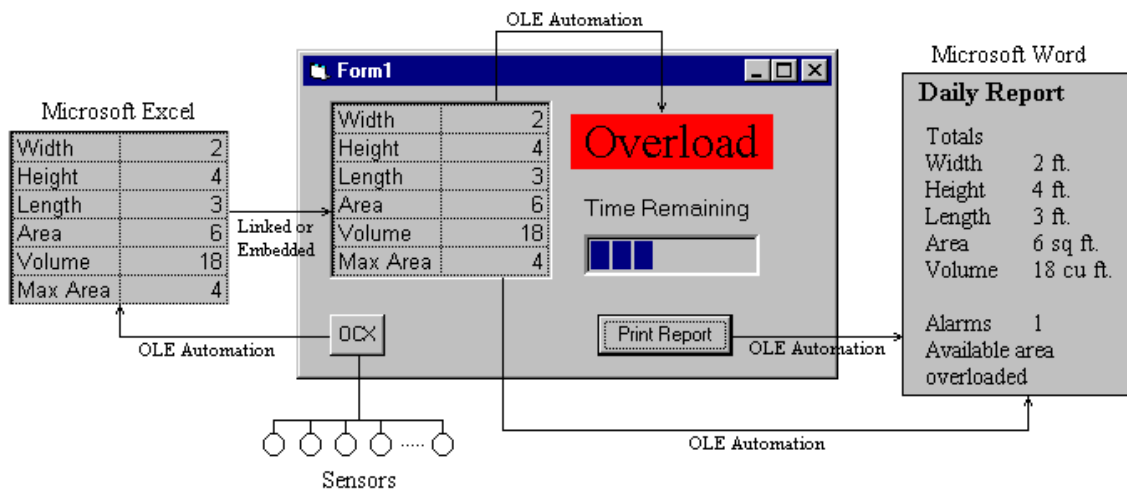 OLE Automation
Microsoft Word
Form1
Daily Report
Microsoft Excel
Width 2
Height 4
Length 3
Area 6
Volume 18
Max Area 4
Linked or
Embedded
Width 2
Height 4
Length 3
Area 6
Volume 18
Max Area 4
Overload
Time Remaining
Totals
Width 2 ft.
Height 4 ft.
Length 3 ft.
Area 6 sq ft.
Volume 18 cu ft.
Alarms 1
Available area
overloaded
OCX
Print Report
OLE Automation
OLE Automation
OLE Automation
Sensors